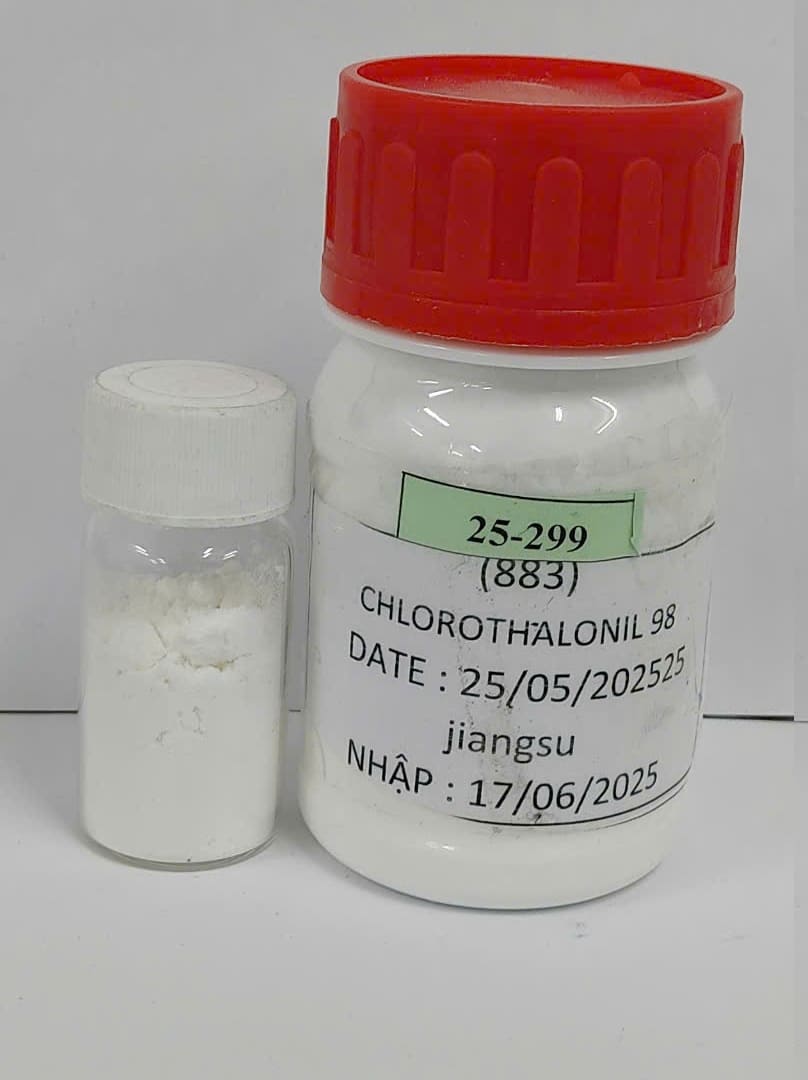 25-299
(883)
CHLOROTHALONIL 98
DATE : 25/05/202525
jiangsu
NHẬP : 17/06/2025